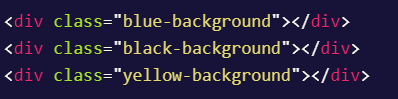 <div class="blue-background"></div>
<div class="black-background"></div>
<div class="yellow-background"></div>